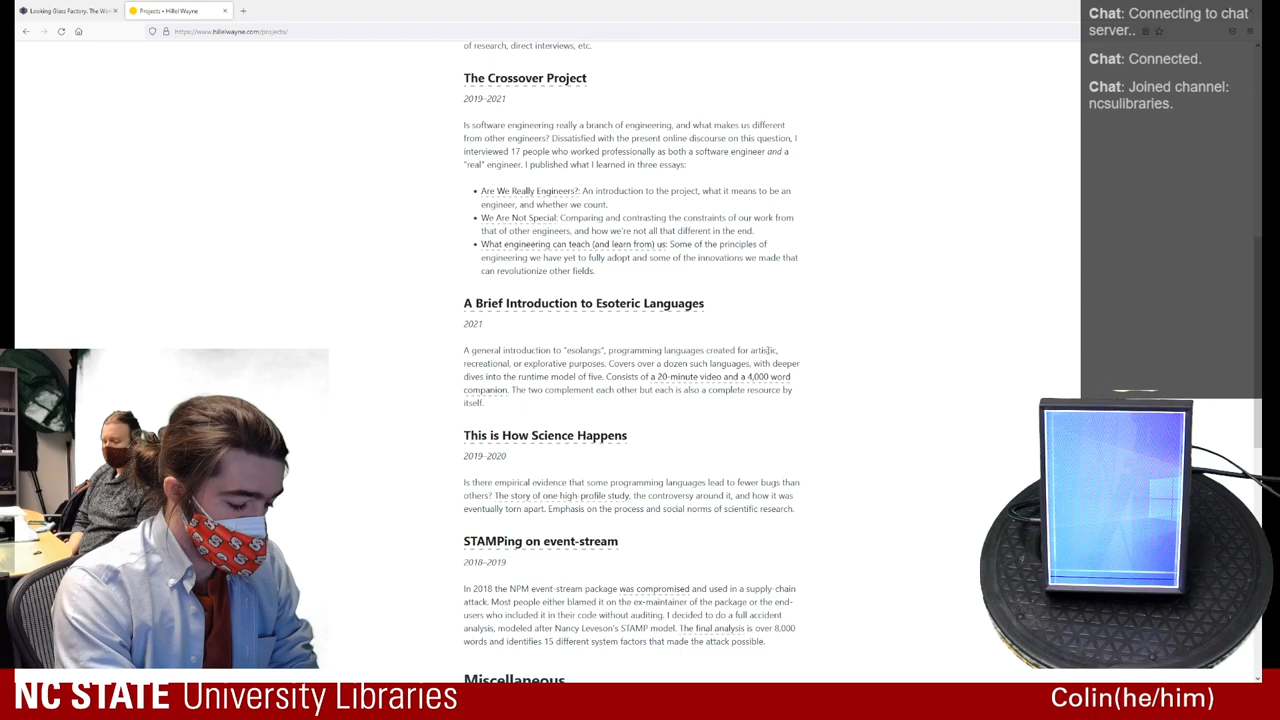 Looking Glass Factory. The Wor
Projects • Hillel Wayne
https://www.hillelwayne.com/projects/
Chat: Connecting to chat
server..
Chat: Connected.
Chat: Joined channel:
ncsulibraries.
of research, direct interviews, etc.
The Crossover Project
2019–2021
Is software engineering really a branch of engineering, and what makes us different
from other engineers? Dissatisfied with the present online discourse on this question, I
interviewed 17 people who worked professionally as both a software engineer and a
"real" engineer. I published what I learned in three essays:
• Are We Really Engineers?: An introduction to the project, what it means to be an
engineer, and whether we count.
• We Are Not Special: Comparing and contrasting the constraints of our work from
that of other engineers, and how we're not all that different in the end.
• What engineering can teach (and learn from) us: Some of the principles of
engineering we have yet to fully adopt and some of the innovations we made that
can revolutionize other fields.
A Brief Introduction to Esoteric Languages
2021
A general introduction to "esolangs", programming languages created for artistic,
recreational, or explorative purposes. Covers over a dozen such languages, with deeper
dives into the runtime model of five. Consists of a 20-minute video and a 4,000 word
companion. The two complement each other but each is also a complete resource by
itself.
This is How Science Happens
2019–2020
Is there empirical evidence that some programming languages lead to fewer bugs than
others? The story of one high-profile study, the controversy around it, and how it was
eventually torn apart. Emphasis on the process and social norms of scientific research.
STAMPing on event-stream
2018–2019
In 2018 the NPM event-stream package was compromised and used in a supply-chain
attack. Most people either blamed it on the ex-maintainer of the package or the end-
users who included it in their code without auditing. I decided to do a full accident
analysis, modeled after Nancy Leveson's STAMP model. The final analysis is over 8,000
words and identifies 15 different system factors that made the attack possible.
Miscellaneous
NC STATE University Libraries
Colin(he/him)